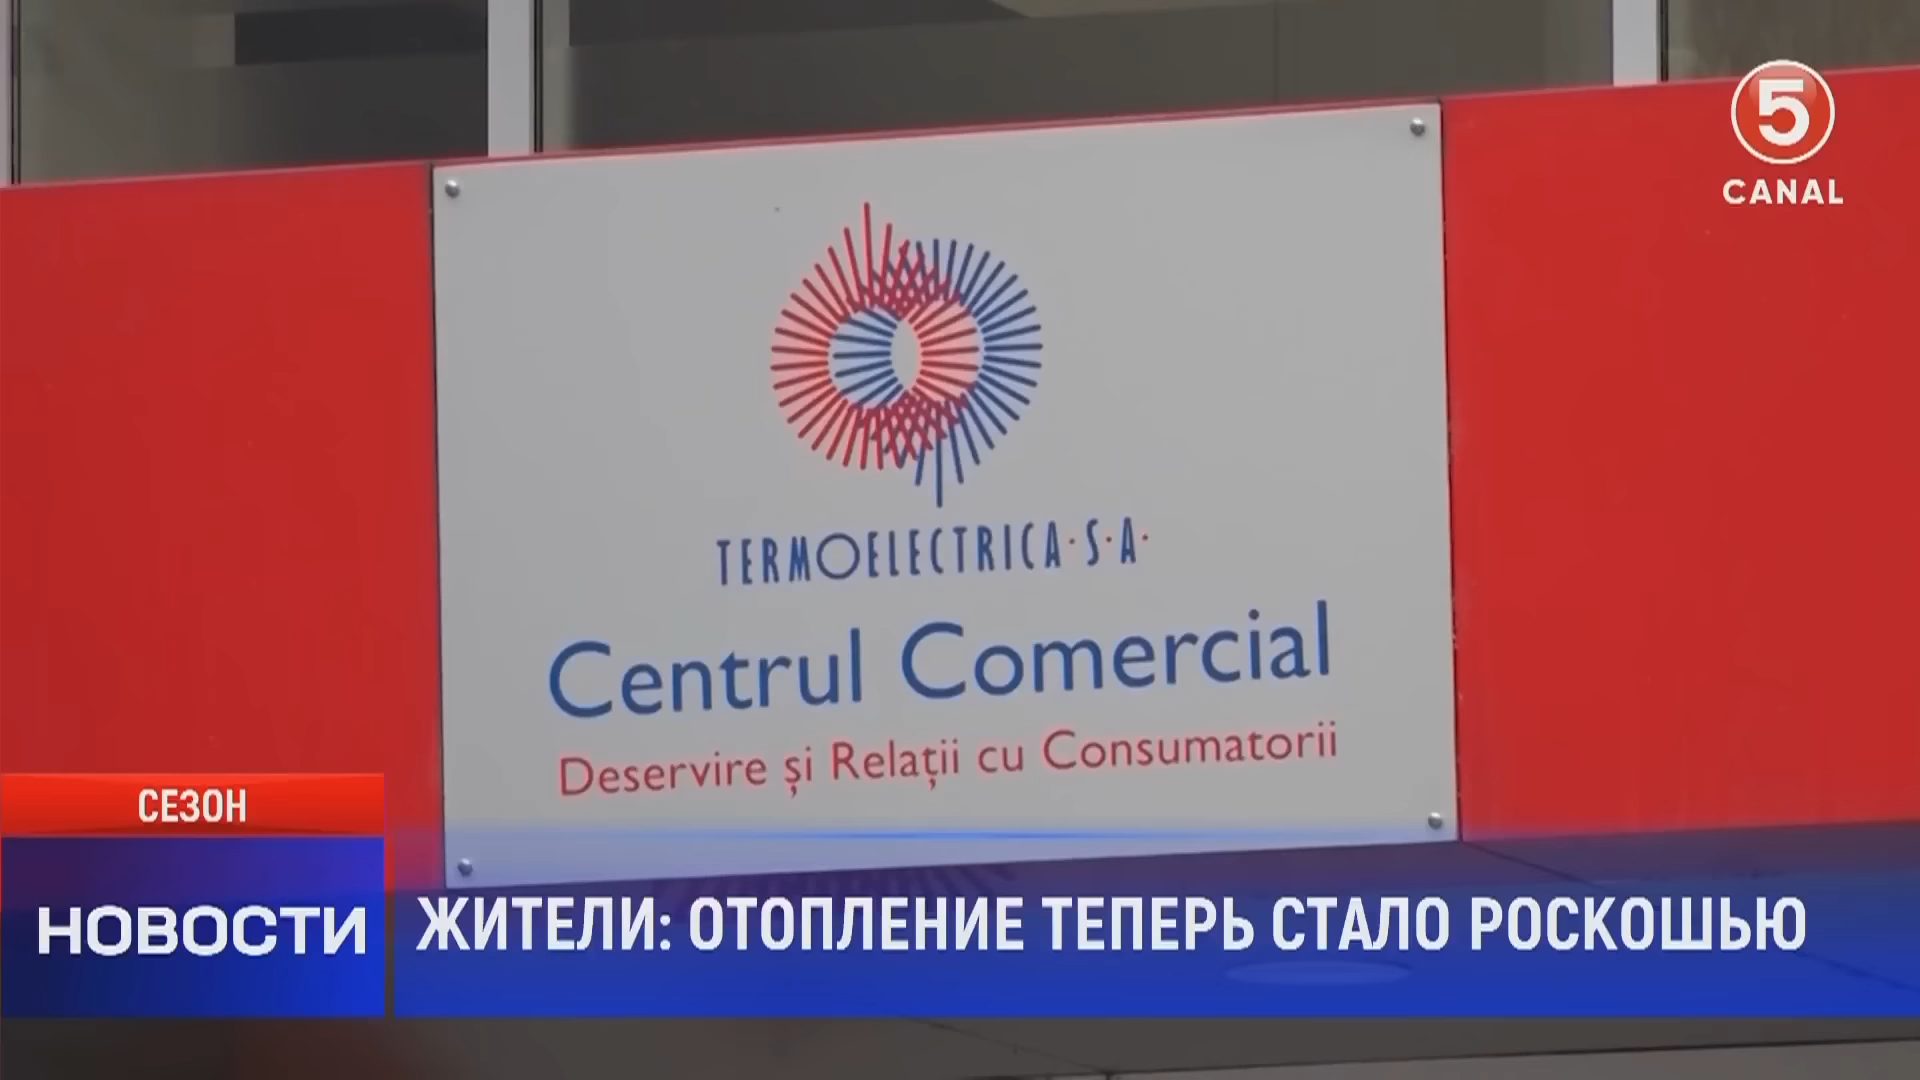 5
CANAL
TERMOELECTRICA·S·A·
Centrul Comercial
Deservire și Relații cu Consumatorii
СЕЗОН
НОВОСТИ
ЖИТЕЛИ: ОТОПЛЕНИЕ ТЕПЕРЬ СТАЛО РОСКОШЬЮ